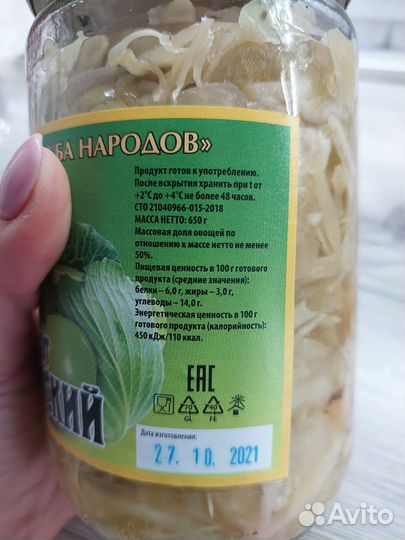 БА НАРОДОВ»
Продукт готов к употреблению.
После вскрытия хранить при t от
+2°С до +4°С не более 48 часов.
СТО 21040966-015-2018
МАССА НЕТТО: 650 г
Массовая доля овощей по
отношению к массе нетто не менее
50%.
Пищевая ценность в 100 г готового
продукта (средние значения):
белки – 6,0 г, жиры – 3,0 г,
углеводы – 14,0 г.
Энергетическая ценность в 100 г
готового продукта (калорийность):
450 кДж/110 ккал.
ЕАС
70
GL
40
FE
Дата изготовления:
27. 10. 2021
Avito